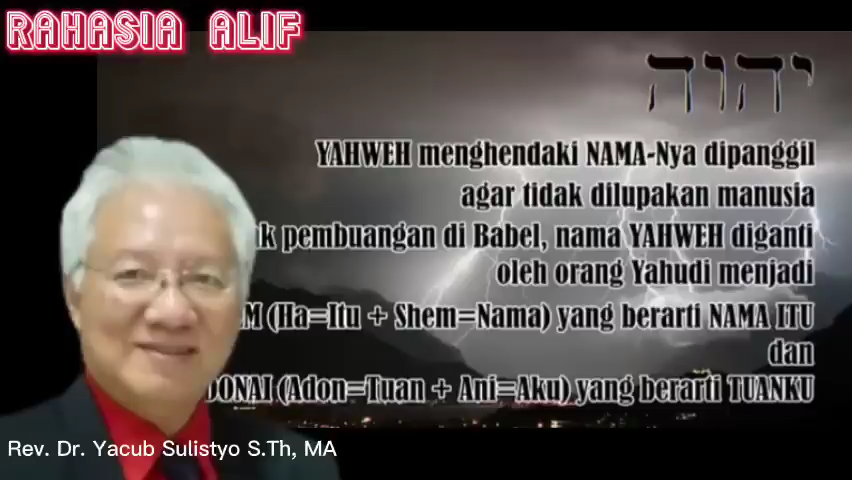 RAHASIA ALIF
יהוה
YAHWEH menghendaki NAMA-Nya dipanggil
agar tidak dilupakan manusia
pembuangan di Babel, nama YAHWEH diganti
oleh orang Yahudi menjadi
(Ha=Itu + Shem=Nama) yang berarti NAMA ITU
dan
(Adon=Tuan + Ani=Aku) yang berarti TUANKU
Rev. Dr. Yacub Sulistyo S.Th, MA